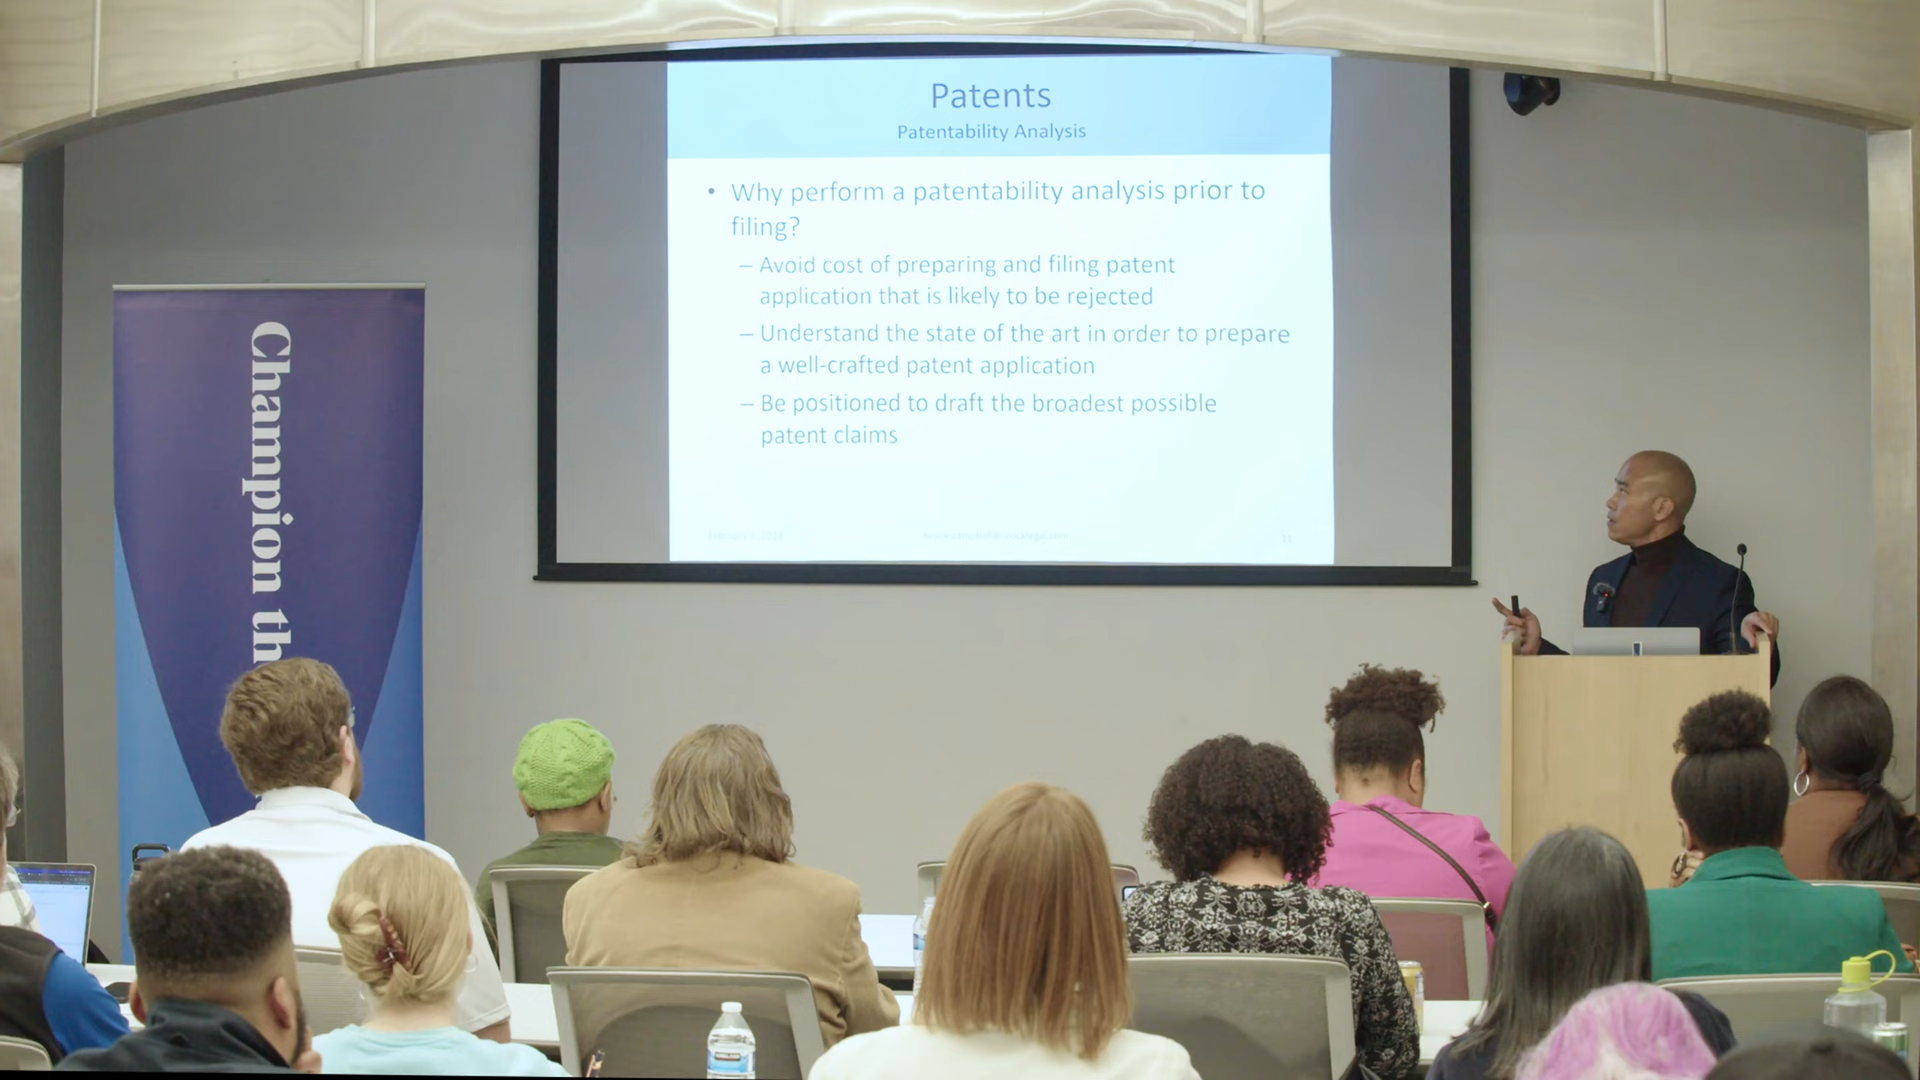 Patents
Patentability Analysis
• Why perform a patentability analysis prior to
filing?
– Avoid cost of preparing and filing patent
application that is likely to be rejected
– Understand the state of the art in order to prepare
a well-crafted patent application
– Be positioned to draft the broadest possible
patent claims
11
Champion th